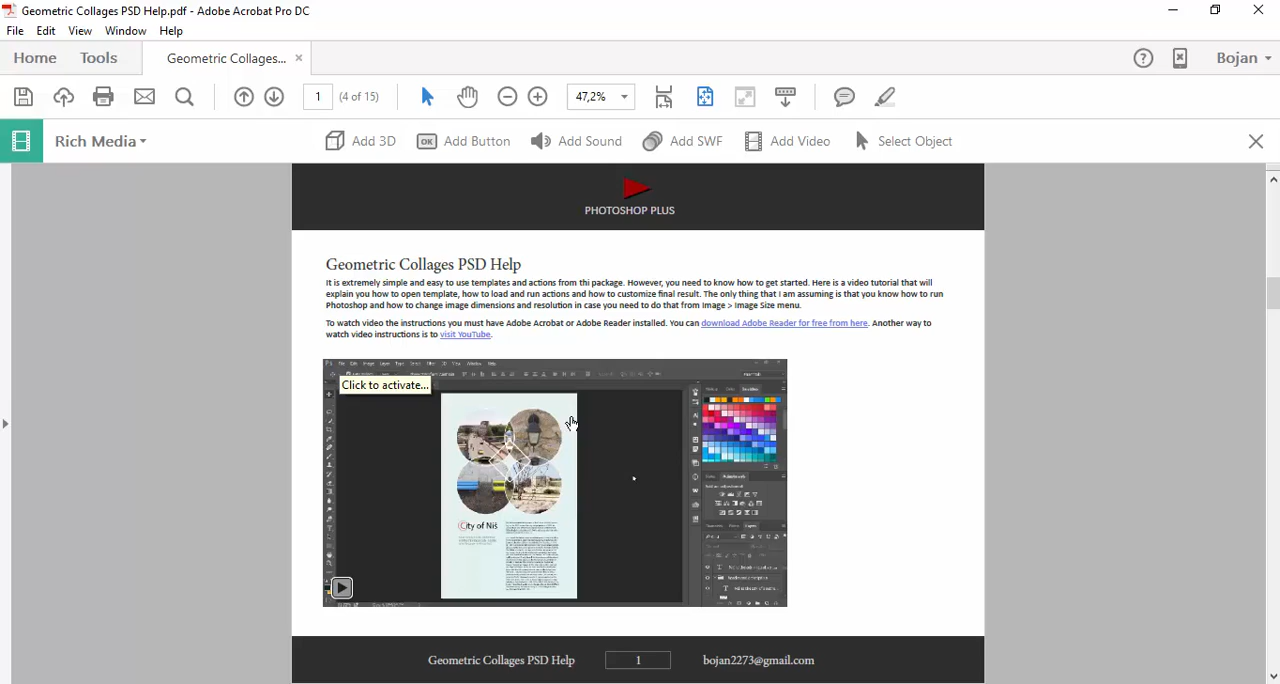 Geometric Collages PSD Help.pdf - Adobe Acrobat Pro DC
File Edit View Window Help
Home Tools Geometric Collages... × Bojan
1 (4 of 15) 47,2%
Rich Media Add 3D OK Add Button Add Sound Add SWF Add Video Select Object
PHOTOSHOP PLUS
Geometric Collages PSD Help
It is extremely simple and easy to use templates and actions from thi package. However, you need to know how to get started. Here is a video tutorial that will
explain you how to open template, how to load and run actions and how to customize final result. The only thing that I am assuming is that you know how to run
Photoshop and how to change image dimensions and resolution in case you need to do that from Image > Image Size menu.
To watch video the instructions you must have Adobe Acrobat or Adobe Reader installed. You can download Adobe Reader for free from here. Another way to
watch video instructions is to visit YouTube.
Click to activate...
City of Niš
Geometric Collages PSD Help 1 bojan2273@gmail.com